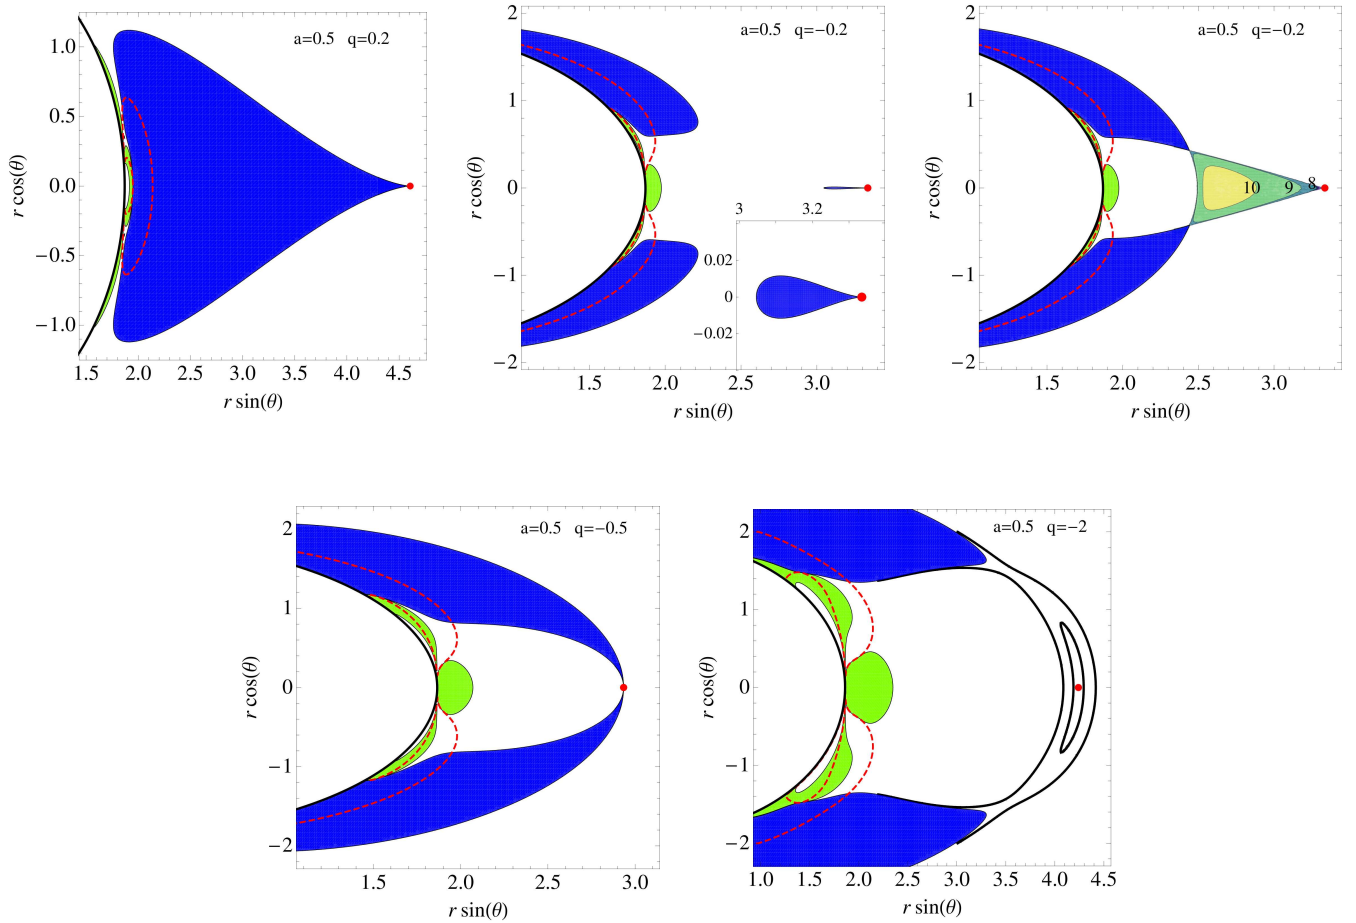 a=0.5 q=0.2
1.0
0.5
0.0
−0.5
−1.0
r cos(θ)
1.5 2.0 2.5 3.0 3.5 4.0 4.5
r sin(θ)
a=0.5 q=−0.2
2
1
0
−1
−2
r cos(θ)
3 3.2
0.02
0
−0.02
1.5 2.0 2.5 3.0 3.5
r sin(θ)
a=0.5 q=−0.2
2
1
0
−1
−2
r cos(θ)
10 9 8
1.5 2.0 2.5 3.0 3.5
r sin(θ)
a=0.5 q=−0.5
2
1
0
−1
−2
r cos(θ)
1.5 2.0 2.5 3.0
r sin(θ)
a=0.5 q=−2
2
1
0
−1
−2
r cos(θ)
1.0 1.5 2.0 2.5 3.0 3.5 4.0 4.5
r sin(θ)